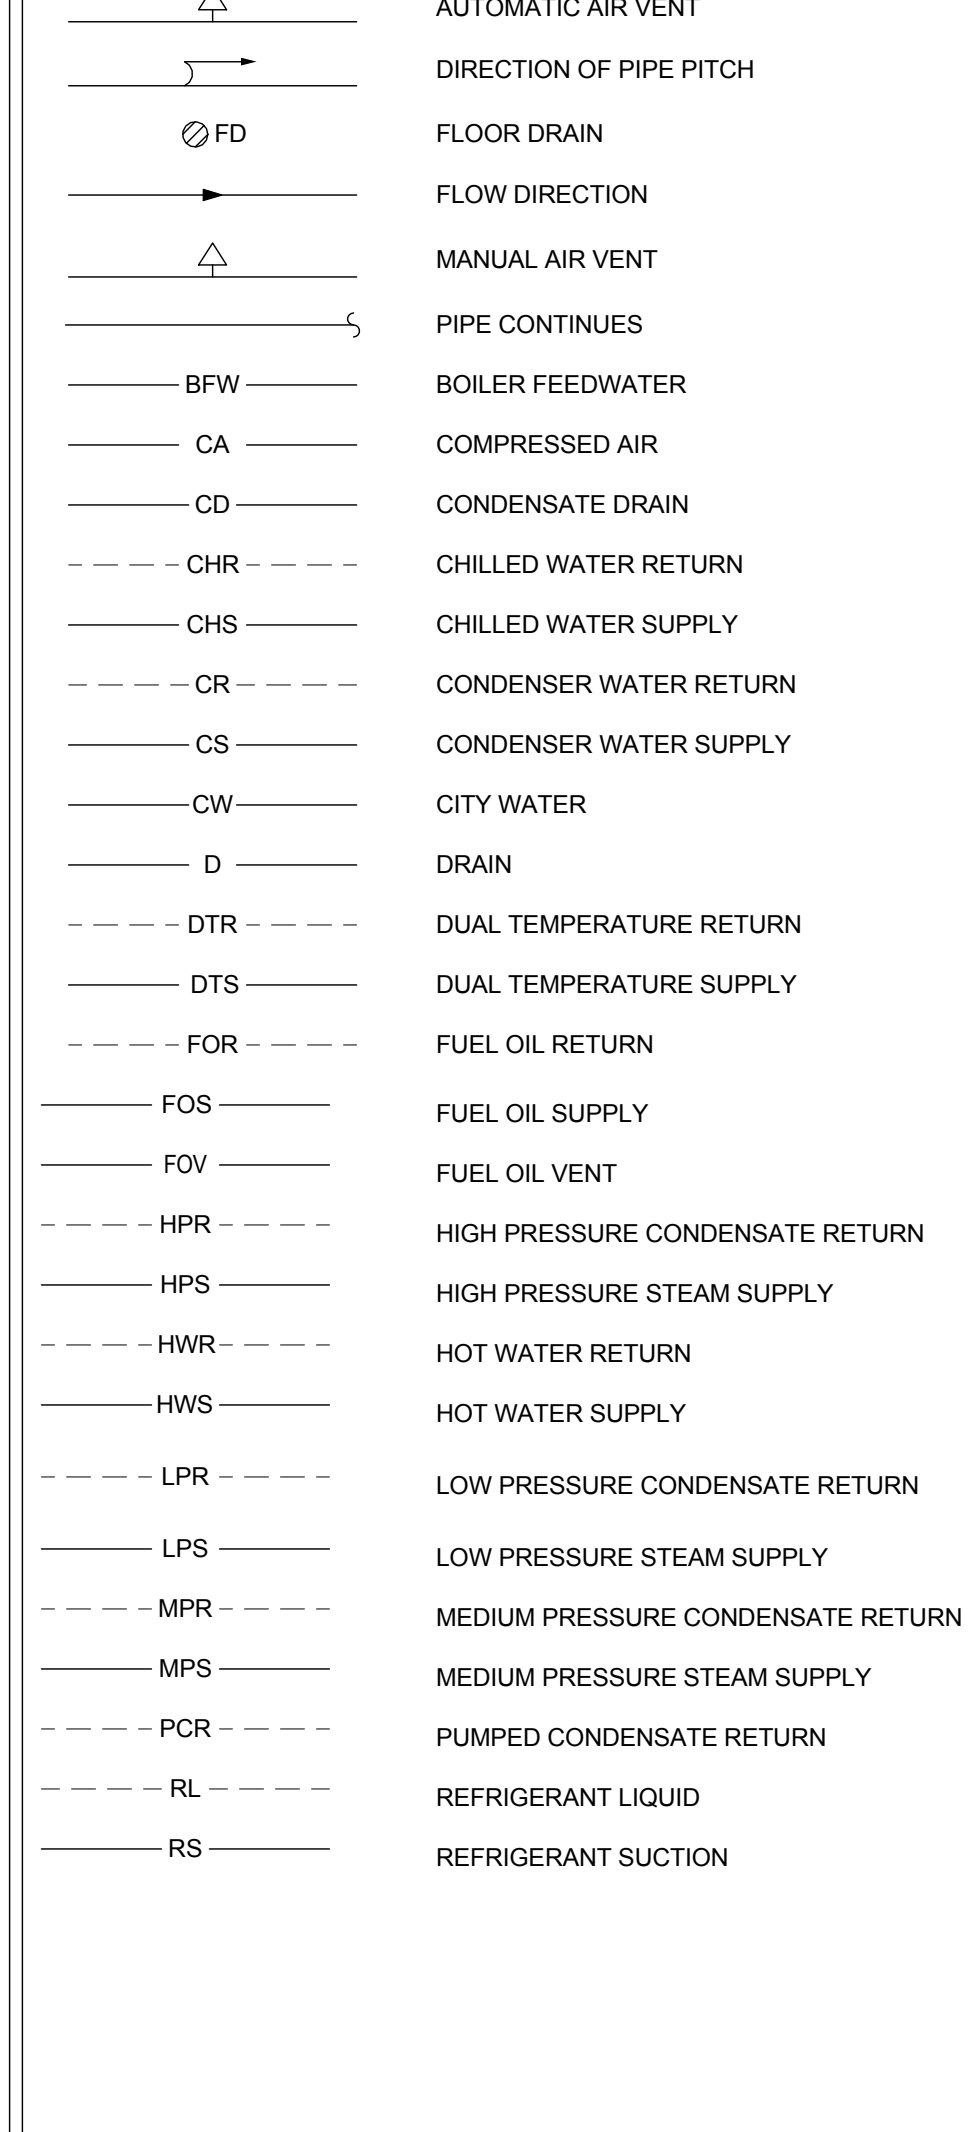 AUTOMATIC AIR VENT
DIRECTION OF PIPE PITCH
FD FLOOR DRAIN
FLOW DIRECTION
MANUAL AIR VENT
PIPE CONTINUES
BFW BOILER FEEDWATER
CA COMPRESSED AIR
CD CONDENSATE DRAIN
CHR CHILLED WATER RETURN
CHS CHILLED WATER SUPPLY
CR CONDENSER WATER RETURN
CS CONDENSER WATER SUPPLY
CW CITY WATER
D DRAIN
DTR DUAL TEMPERATURE RETURN
DTS DUAL TEMPERATURE SUPPLY
FOR FUEL OIL RETURN
FOS FUEL OIL SUPPLY
FOV FUEL OIL VENT
HPR HIGH PRESSURE CONDENSATE RETURN
HPS HIGH PRESSURE STEAM SUPPLY
HWR HOT WATER RETURN
HWS HOT WATER SUPPLY
LPR LOW PRESSURE CONDENSATE RETURN
LPS LOW PRESSURE STEAM SUPPLY
MPR MEDIUM PRESSURE CONDENSATE RETURN
MPS MEDIUM PRESSURE STEAM SUPPLY
PCR PUMPED CONDENSATE RETURN
RL REFRIGERANT LIQUID
RS REFRIGERANT SUCTION